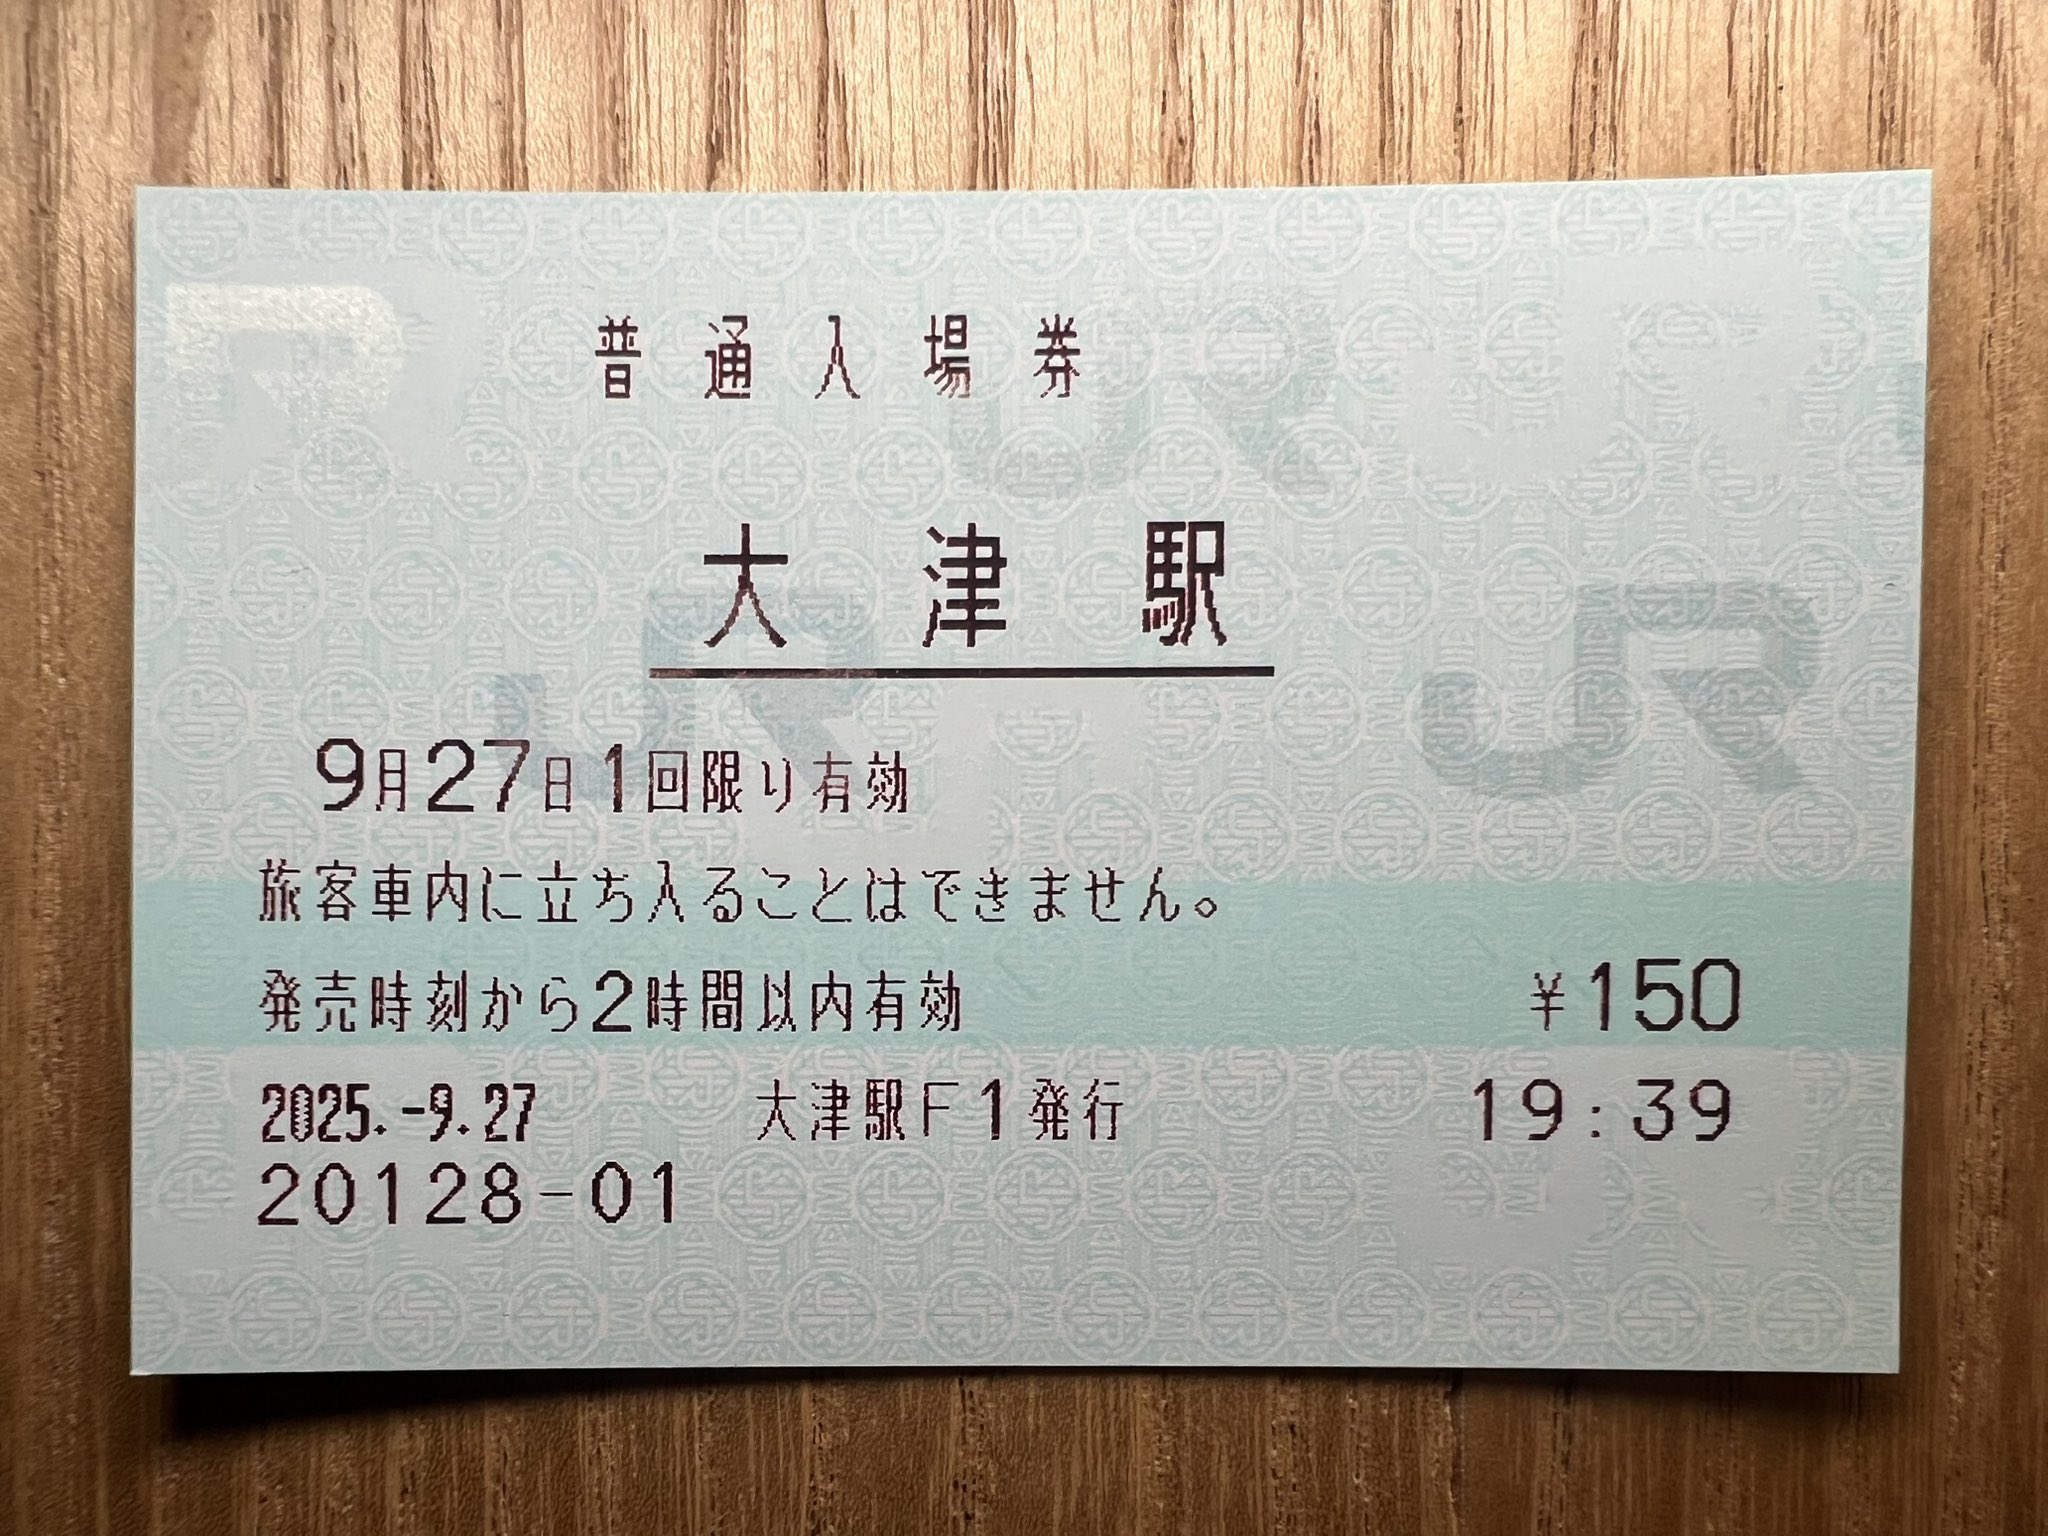 普通入場券
大津駅
9月27日1回限り有効
旅客車内に立ち入ることはできません。
発売時刻から2時間以内有効 ¥150
2025.-9.27 大津駅F1発行 19:39
20128-01